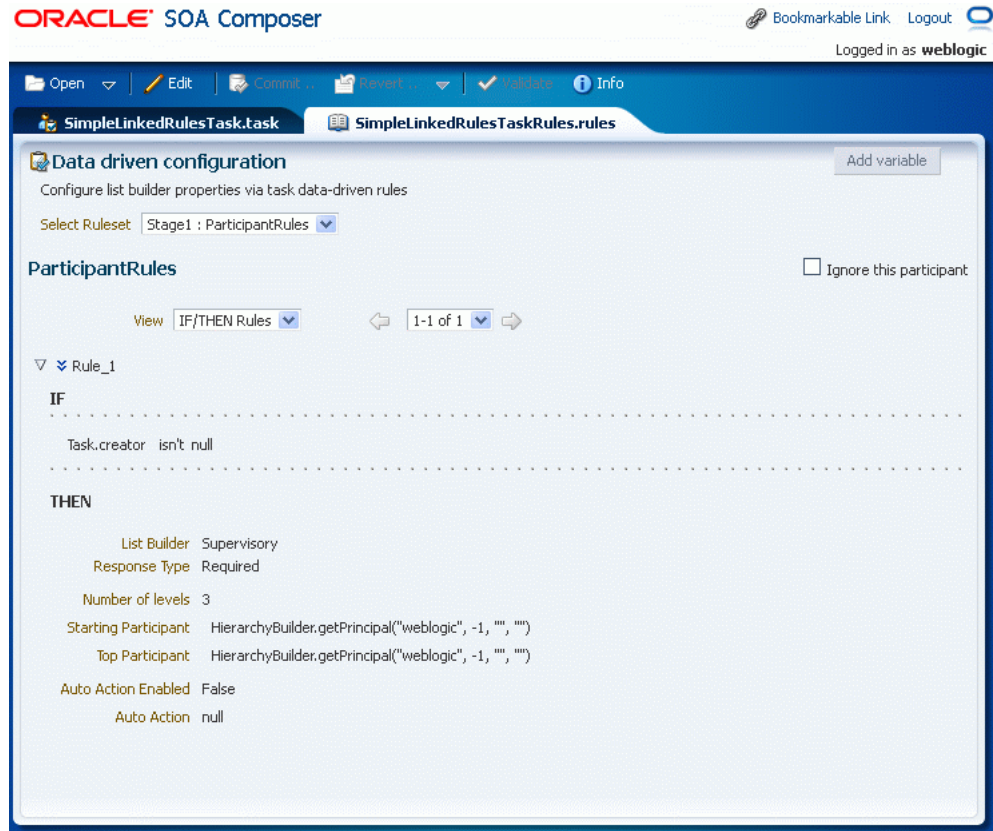 ORACLE SOA Composer
Bookmarkable Link Logout
Logged in as weblogic
Open Edit Commit .. Revert .. Validate Info
SimpleLinkedRulesTask.task SimpleLinkedRulesTaskRules.rules
Data driven configuration Add variable
Configure list builder properties via task data-driven rules
Select Ruleset Stage1 : ParticipantRules
ParticipantRules Ignore this participant
View IF/THEN Rules 1-1 of 1
Rule_1
IF
Task.creator isn't null
THEN
List Builder Supervisory
Response Type Required
Number of levels 3
Starting Participant HierarchyBuilder.getPrincipal("weblogic", -1, "", "")
Top Participant HierarchyBuilder.getPrincipal("weblogic", -1, "", "")
Auto Action Enabled False
Auto Action null